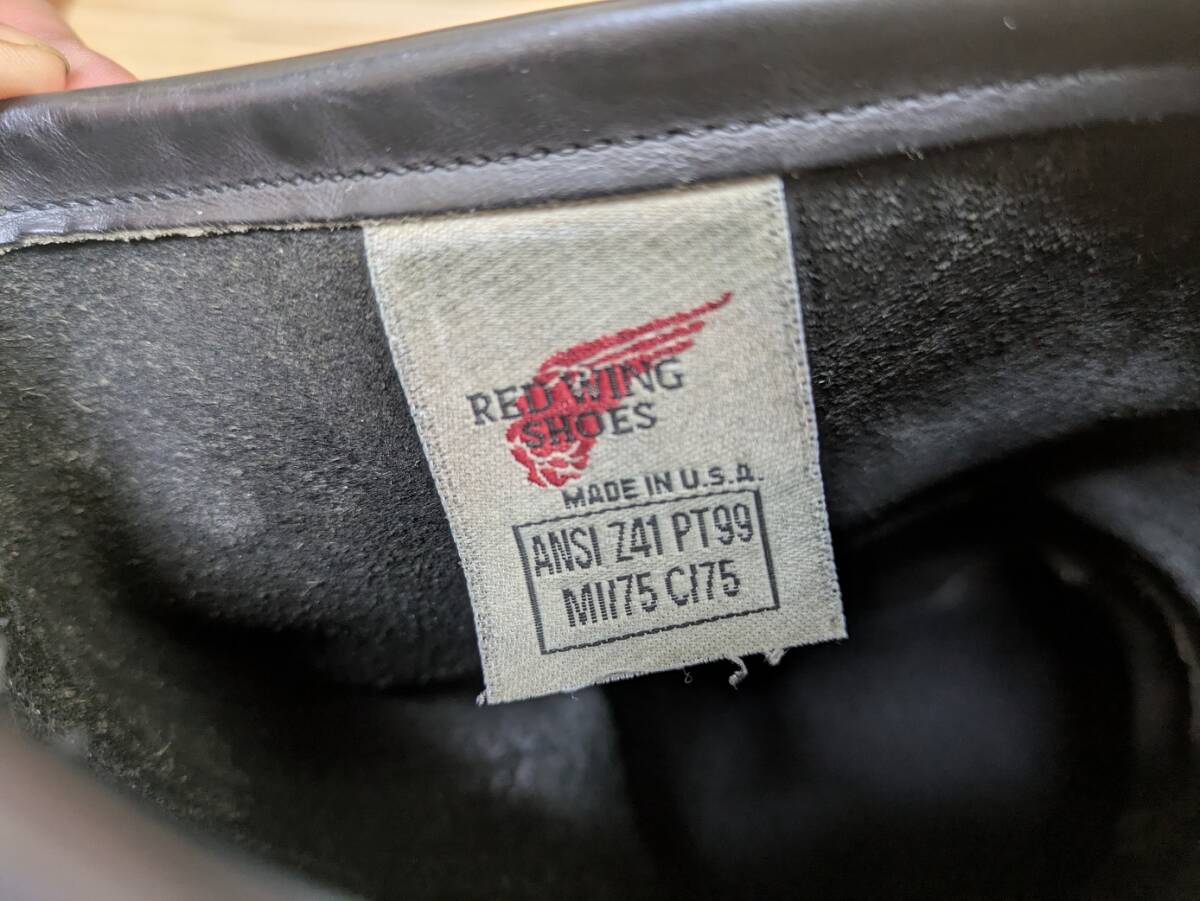 RED WING
SHOES
MADE IN U.S.A.
ANSI Z41 PT99
MI/75 C/75